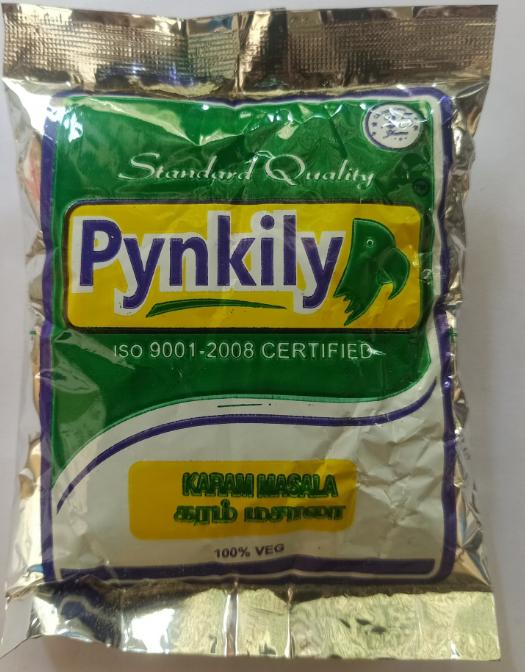 Standard Quality
Pynkily
ISO 9001-2008 CERTIFIED
KARAM MASALA
கரம் மசாலா
100% VEG